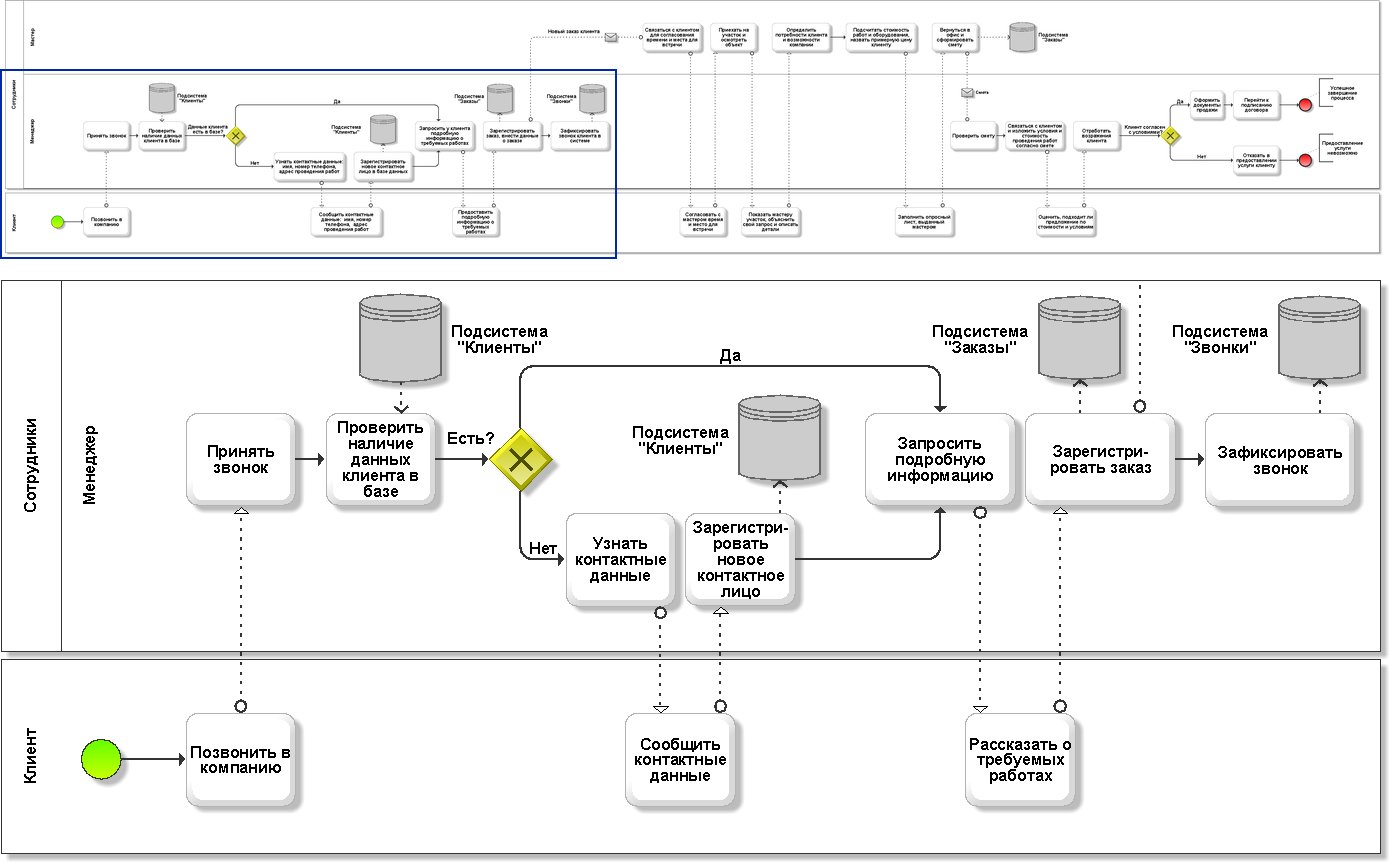 Мастер
Новый заказ клиента
Связаться с клиентом
для согласования
времени и места для
встречи
Приехать на
участок и
осмотреть
объект
Определить
потребности клиента
и возможности
компании
Подсчитать стоимость
работ и оборудования,
назвать примерную цену
клиенту
Вернуться в
офис и
сформировать
смету
Подсистема
"Заказы"
Сотрудники
Менеджер
Подсистема
"Клиенты"
Принять звонок
Проверить
наличие данных
клиента в базе
Данные клиента
есть в базе?
Да
Нет
Узнать контактные данные:
имя, номер телефона,
адрес проведения работ
Подсистема
"Клиенты"
Зарегистрировать
новое контактное
лицо в базе данных
Запросить у клиента
подробную
информацию о
требуемых работах
Подсистема
"Заказы"
Зарегистрировать
заказ, внести данные
о заказе
Подсистема
"Звонки"
Зафиксировать
звонок клиента в
системе
Смета
Проверить смету
Связаться с клиентом
и изложить условия и
стоимость
проведения работ
согласно смете
Отработать
возражения
клиента
Клиент согласен
с условиями?
Да
Оформить
документы
продажи
Перейти к
подписанию
договора
Успешное
завершение
процесса
Нет
Отказать в
предоставлении
услуги клиенту
Предоставление
услуги
невозможно
Клиент
Позвонить в
компанию
Сообщить контактные
данные: имя, номер
телефона, адрес
проведения работ
Предоставить
подробную
информацию о
требуемых
работах
Согласовать с
мастером время
и место для
встречи
Показать мастеру
участок, объяснить
свой запрос и описать
детали
Заполнить опросный
лист, выданный
мастером
Оценить, подходит ли
предложение по
стоимости и условиям
Сотрудники
Менеджер
Подсистема
"Клиенты"
Принять
звонок
Проверить
наличие
данных
клиента в
базе
Есть?
Да
Нет
Узнать
контактные
данные
Подсистема
"Клиенты"
Зарегистри-
ровать
новое
контактное
лицо
Запросить
подробную
информацию
Подсистема
"Заказы"
Зарегистри-
ровать заказ
Подсистема
"Звонки"
Зафиксировать
звонок
Клиент
Позвонить в
компанию
Сообщить
контактные
данные
Рассказать о
требуемых
работах